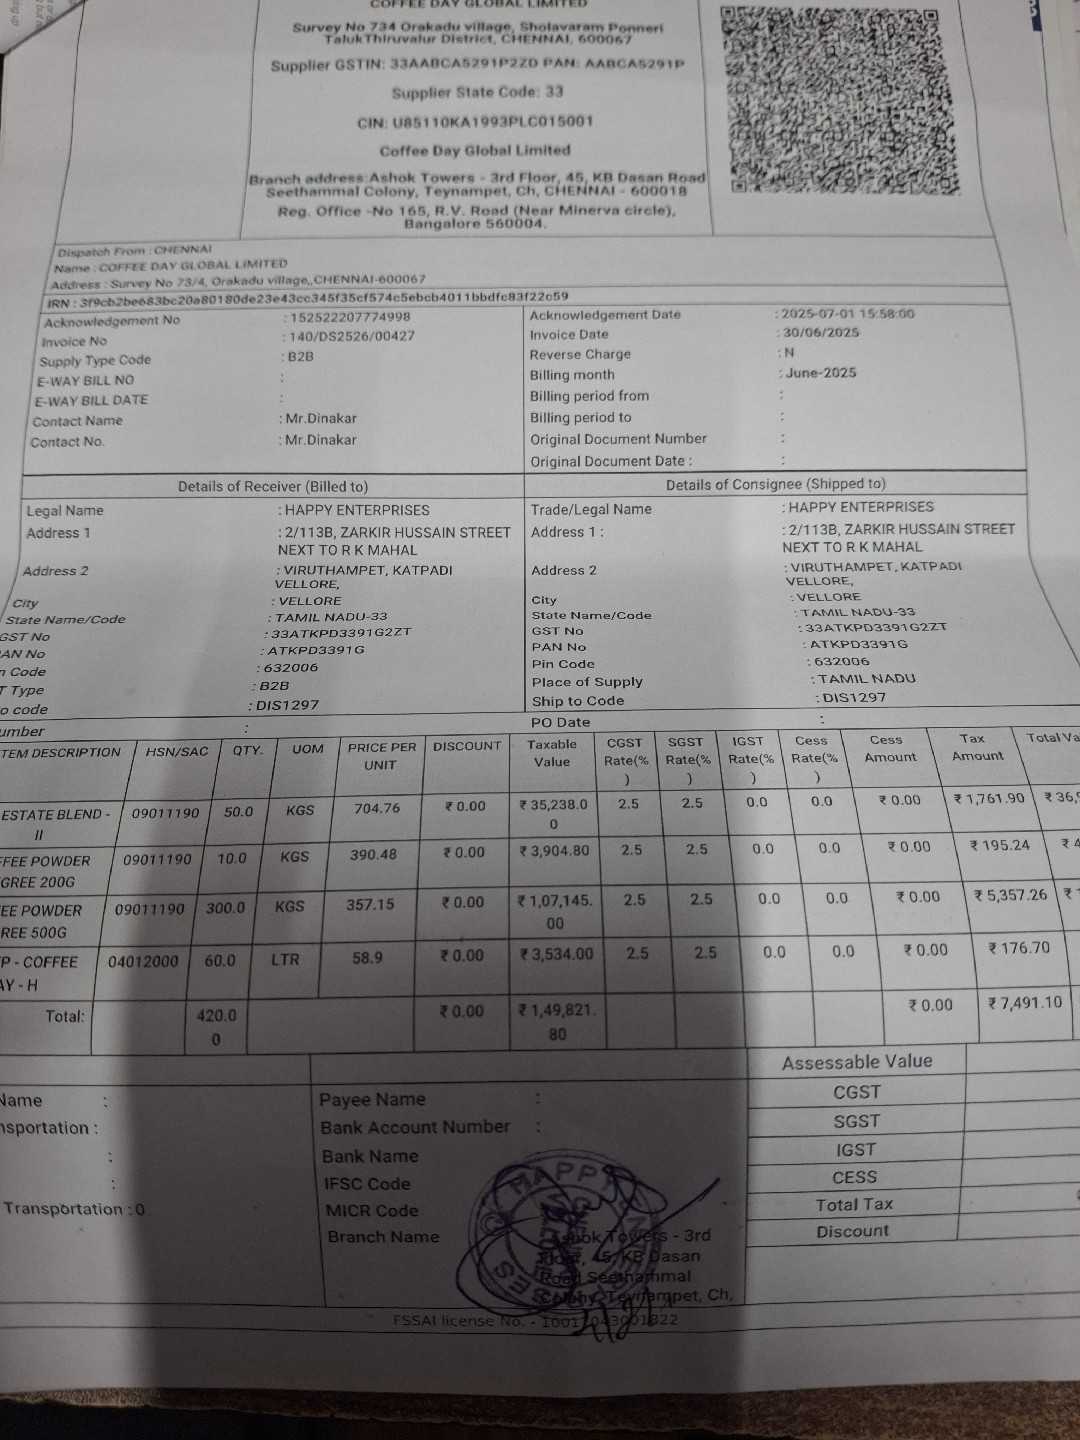 COFFEE DAY GLOBAL LIMITED
Survey No 734 Orakadu village, Sholavaram Ponneri
TalukThiruvalur District, CHENNAI, 600067
Supplier GSTIN: 33AABCA5291P2ZD PAN: AABCA5291P
Supplier State Code: 33
CIN: U85110KA1993PLC015001
Coffee Day Global Limited
Branch address:Ashok Towers - 3rd Floor, 45, KB Dasan Road
Seethammal Colony, Teynampet, Ch, CHENNAI - 600018
Reg. Office -No 165, R.V. Road (Near Minerva circle),
Bangalore 560004.
Dispatch From : CHENNAI
Name : COFFEE DAY GLOBAL LIMITED
Address : Survey No 73/4, Orakadu village,,CHENNAI-600067
IRN : 3f9cb2be683bc20a80180de23e43cc345f35cf574c5ebcb4011bbdfc83f22c59
Acknowledgement No : 152522207774998 Acknowledgement Date : 2025-07-01 15:58:00
Invoice No : 140/DS2526/00427 Invoice Date : 30/06/2025
Supply Type Code : B2B Reverse Charge : N
E-WAY BILL NO : Billing month : June-2025
E-WAY BILL DATE : Billing period from :
Contact Name : Mr.Dinakar Billing period to :
Contact No. : Mr.Dinakar Original Document Number :
Original Document Date : :
Details of Receiver (Billed to) Details of Consignee (Shipped to)
Legal Name : HAPPY ENTERPRISES Trade/Legal Name : HAPPY ENTERPRISES
Address 1 : 2/113B, ZARKIR HUSSAIN STREET Address 1 : : 2/113B, ZARKIR HUSSAIN STREET
NEXT TO R K MAHAL NEXT TO R K MAHAL
Address 2 : VIRUTHAMPET, KATPADI Address 2 : VIRUTHAMPET, KATPADI
VELLORE, VELLORE,
City : VELLORE City : VELLORE
State Name/Code : TAMIL NADU-33 State Name/Code : TAMIL NADU-33
GST No : 33ATKPD3391G2ZT GST No : 33ATKPD3391G2ZT
AN No : ATKPD3391G PAN No : ATKPD3391G
n Code : 632006 Pin Code : 632006
T Type : B2B Place of Supply : TAMIL NADU
o code : DIS1297 Ship to Code : DIS1297
umber : PO Date :
TEM DESCRIPTION HSN/SAC QTY. UOM PRICE PER DISCOUNT Taxable CGST SGST IGST Cess Cess Tax Total Va
UNIT Value Rate(% Rate(% Rate(% Rate(% Amount Amount
) ) ) )
ESTATE BLEND - 09011190 50.0 KGS 704.76 ₹ 0.00 ₹ 35,238.0 2.5 2.5 0.0 0.0 ₹ 0.00 ₹ 1,761.90 ₹ 36,9
II 0
FFEE POWDER 09011190 10.0 KGS 390.48 ₹ 0.00 ₹ 3,904.80 2.5 2.5 0.0 0.0 ₹ 0.00 ₹ 195.24 ₹ 4
GREE 200G
EE POWDER 09011190 300.0 KGS 357.15 ₹ 0.00 ₹ 1,07,145. 2.5 2.5 0.0 0.0 ₹ 0.00 ₹ 5,357.26 ₹ 1
REE 500G 00
P - COFFEE 04012000 60.0 LTR 58.9 ₹ 0.00 ₹ 3,534.00 2.5 2.5 0.0 0.0 ₹ 0.00 ₹ 176.70
AY - H
Total: 420.0 ₹ 0.00 ₹ 1,49,821. ₹ 0.00 ₹ 7,491.10
0 80
Assessable Value
Name : Payee Name : CGST
nsportation : Bank Account Number : SGST
: Bank Name IGST
: IFSC Code CESS
Transportation : 0 MICR Code Total Tax
Branch Name Ashok Towers - 3rd Discount
Floor, 45, KB Dasan
Road Seethammal
Colony, Teynampet, Ch,
FSSAI license No. - 10017043001822